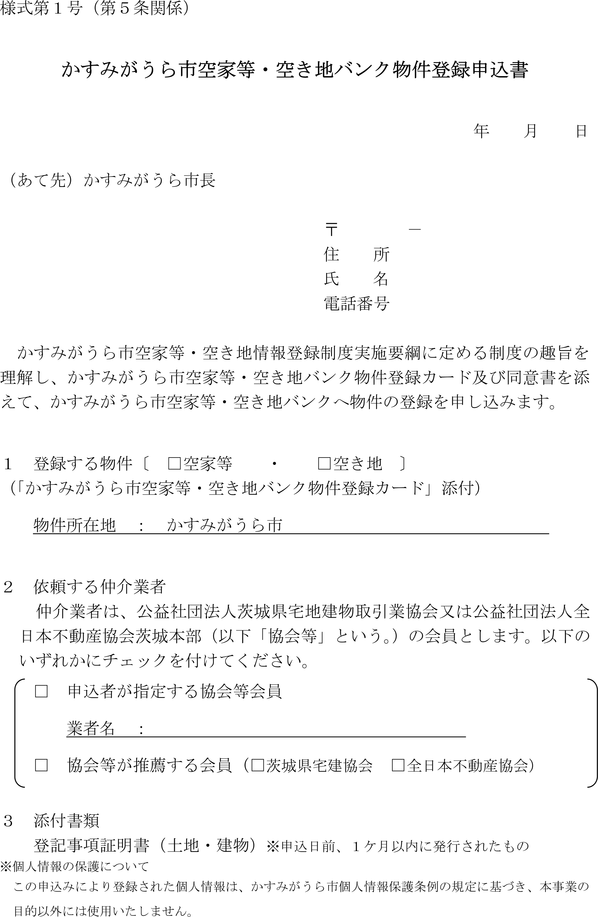 様式第１号（第５条関係）
かすみがうら市空家等・空き地バンク物件登録申込書
年　　月　　日
（あて先）かすみがうら市長
〒　　　　－
住　　所
氏　　名
電話番号
　かすみがうら市空家等・空き地情報登録制度実施要綱に定める制度の趣旨を
理解し、かすみがうら市空家等・空き地バンク物件登録カード及び同意書を添
えて、かすみがうら市空家等・空き地バンクへ物件の登録を申し込みます。
１　登録する物件〔　□空家等　　・　　□空き地　〕
（「かすみがうら市空家等・空き地バンク物件登録カード」添付）
物件所在地　：　かすみがうら市
２　依頼する仲介業者
　仲介業者は、公益社団法人茨城県宅地建物取引業協会又は公益社団法人全
日本不動産協会茨城本部（以下「協会等」という。）の会員とします。以下の
いずれかにチェックを付けてください。
□　申込者が指定する協会等会員
業者名　：
□　協会等が推薦する会員（□茨城県宅建協会　□全日本不動産協会）
３　添付書類
登記事項証明書（土地・建物）※申込日前、１ケ月以内に発行されたもの
※個人情報の保護について
この申込みにより登録された個人情報は、かすみがうら市個人情報保護条例の規定に基づき、本事業の
目的以外には使用いたしません。